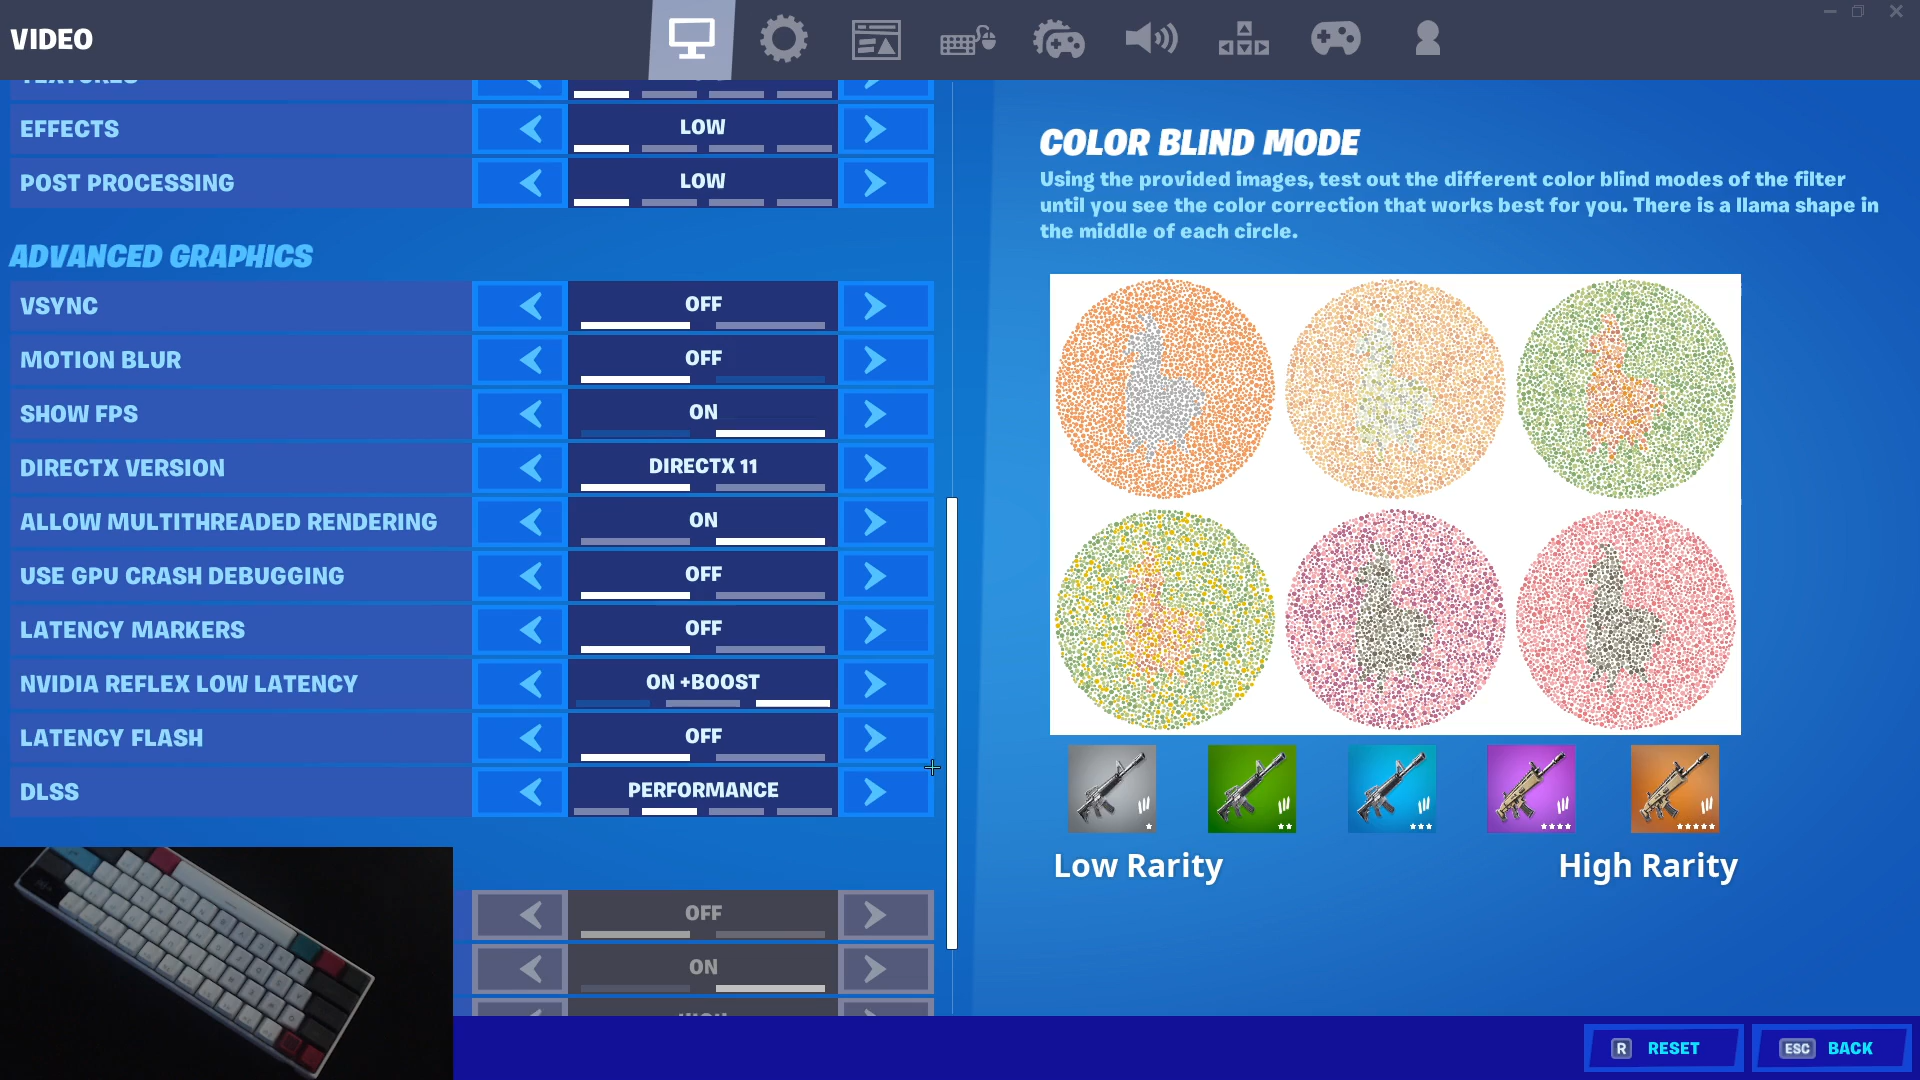 VIDEO
TEXTURES
EFFECTS
LOW
POST PROCESSING
LOW
ADVANCED GRAPHICS
VSYNC
OFF
MOTION BLUR
OFF
SHOW FPS
ON
DIRECTX VERSION
DIRECTX 11
ALLOW MULTITHREADED RENDERING
ON
USE GPU CRASH DEBUGGING
OFF
LATENCY MARKERS
OFF
NVIDIA REFLEX LOW LATENCY
ON +BOOST
LATENCY FLASH
OFF
DLSS
PERFORMANCE
OFF
ON
COLOR BLIND MODE
Using the provided images, test out the different color blind modes of the filter
until you see the color correction that works best for you. There is a llama shape in
the middle of each circle.
Low Rarity
High Rarity
R RESET
ESC BACK